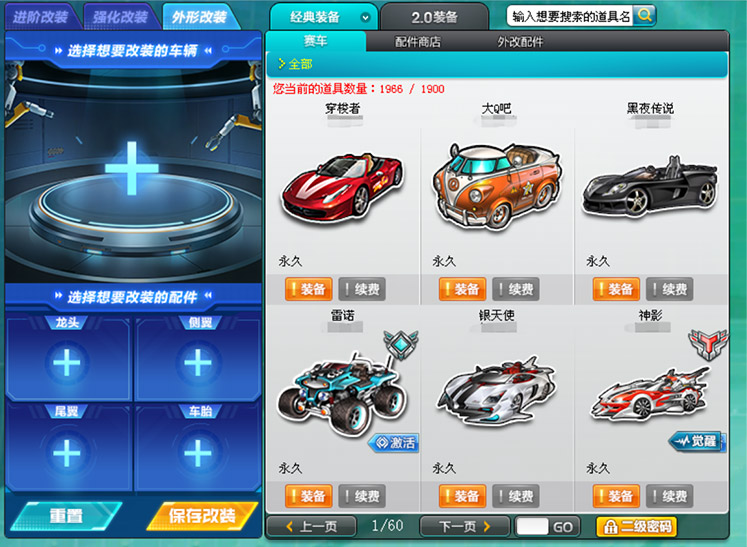 进阶改装 强化改装 外形改装
选择想要改装的车辆
选择想要改装的配件
龙头 侧翼
尾翼 车胎
重置 保存改装
经典装备 2.0装备 输入想要搜索的道具名
赛车 配件商店 外改配件
全部
您当前的道具数量：1966 / 1900
穿梭者 大Q吧 黑夜传说
永久 永久 永久
装备 续费 装备 续费 装备 续费
雷诺 银天使 神影
激活 觉醒
永久 永久 永久
装备 续费 装备 续费 装备 续费
上一页 1/60 下一页 GO 二级密码